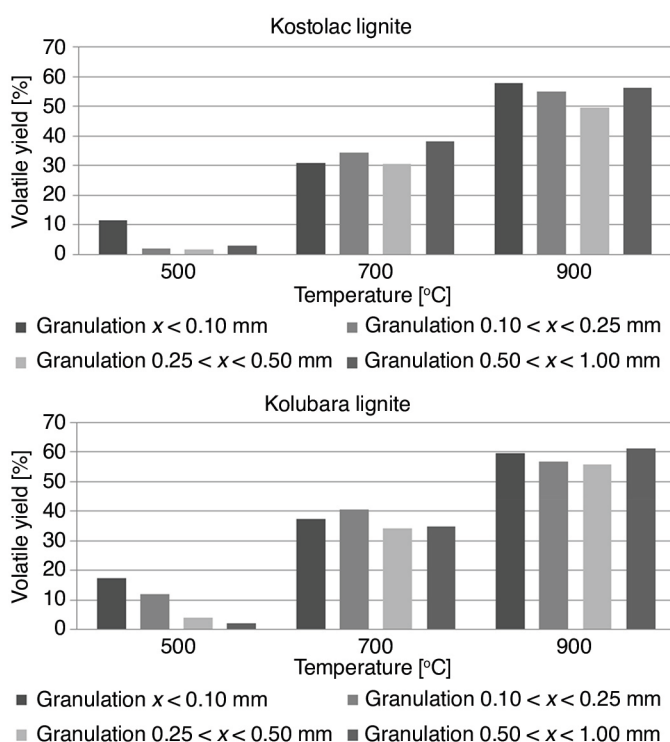 Kostolac lignite
Volatile yield [%]
70
60
50
40
30
20
10
0
500 700 900
Temperature [°C]
Granulation x < 0.10 mm Granulation 0.10 < x < 0.25 mm
Granulation 0.25 < x < 0.50 mm Granulation 0.50 < x < 1.00 mm
Kolubara lignite
Volatile yield [%]
70
60
50
40
30
20
10
0
500 700 900
Temperature [°C]
Granulation x < 0.10 mm Granulation 0.10 < x < 0.25 mm
Granulation 0.25 < x < 0.50 mm Granulation 0.50 < x < 1.00 mm